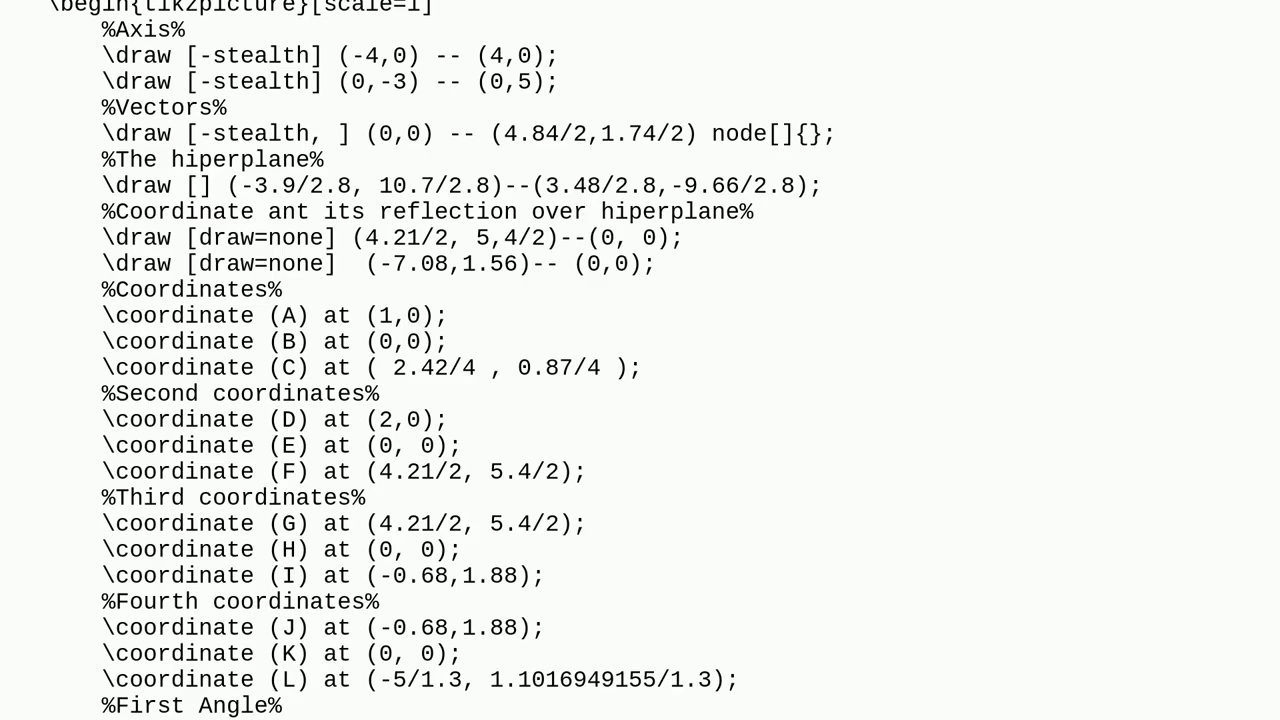 \begin{tikzpicture}[scale=1]
%Axis%
\draw [-stealth] (-4,0) -- (4,0);
\draw [-stealth] (0,-3) -- (0,5);
%Vectors%
\draw [-stealth, ] (0,0) -- (4.84/2,1.74/2) node[]{};
%The hiperplane%
\draw [] (-3.9/2.8, 10.7/2.8)--(3.48/2.8,-9.66/2.8);
%Coordinate ant its reflection over hiperplane%
\draw [draw=none] (4.21/2, 5,4/2)--(0, 0);
\draw [draw=none]  (-7.08,1.56)-- (0,0);
%Coordinates%
\coordinate (A) at (1,0);
\coordinate (B) at (0,0);
\coordinate (C) at ( 2.42/4 , 0.87/4 );
%Second coordinates%
\coordinate (D) at (2,0);
\coordinate (E) at (0, 0);
\coordinate (F) at (4.21/2, 5.4/2);
%Third coordinates%
\coordinate (G) at (4.21/2, 5.4/2);
\coordinate (H) at (0, 0);
\coordinate (I) at (-0.68,1.88);
%Fourth coordinates%
\coordinate (J) at (-0.68,1.88);
\coordinate (K) at (0, 0);
\coordinate (L) at (-5/1.3, 1.1016949155/1.3);
%First Angle%